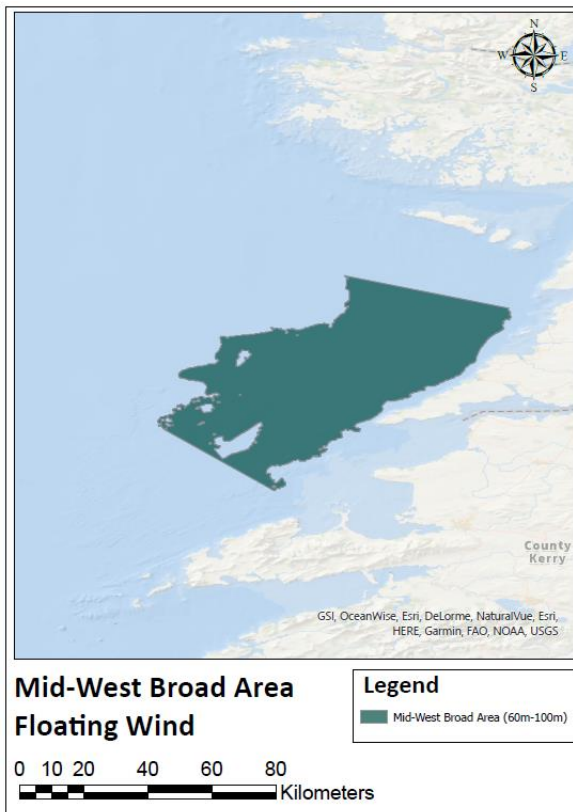 N
W E
S
County
Kerry
GSI, OceanWise, Esri, DeLorme, NaturalVue, Esri,
HERE, Garmin, FAO, NOAA, USGS
Mid-West Broad Area
Floating Wind
Legend
Mid-West Broad Area (60m-100m)
0 10 20 40 60 80
Kilometers